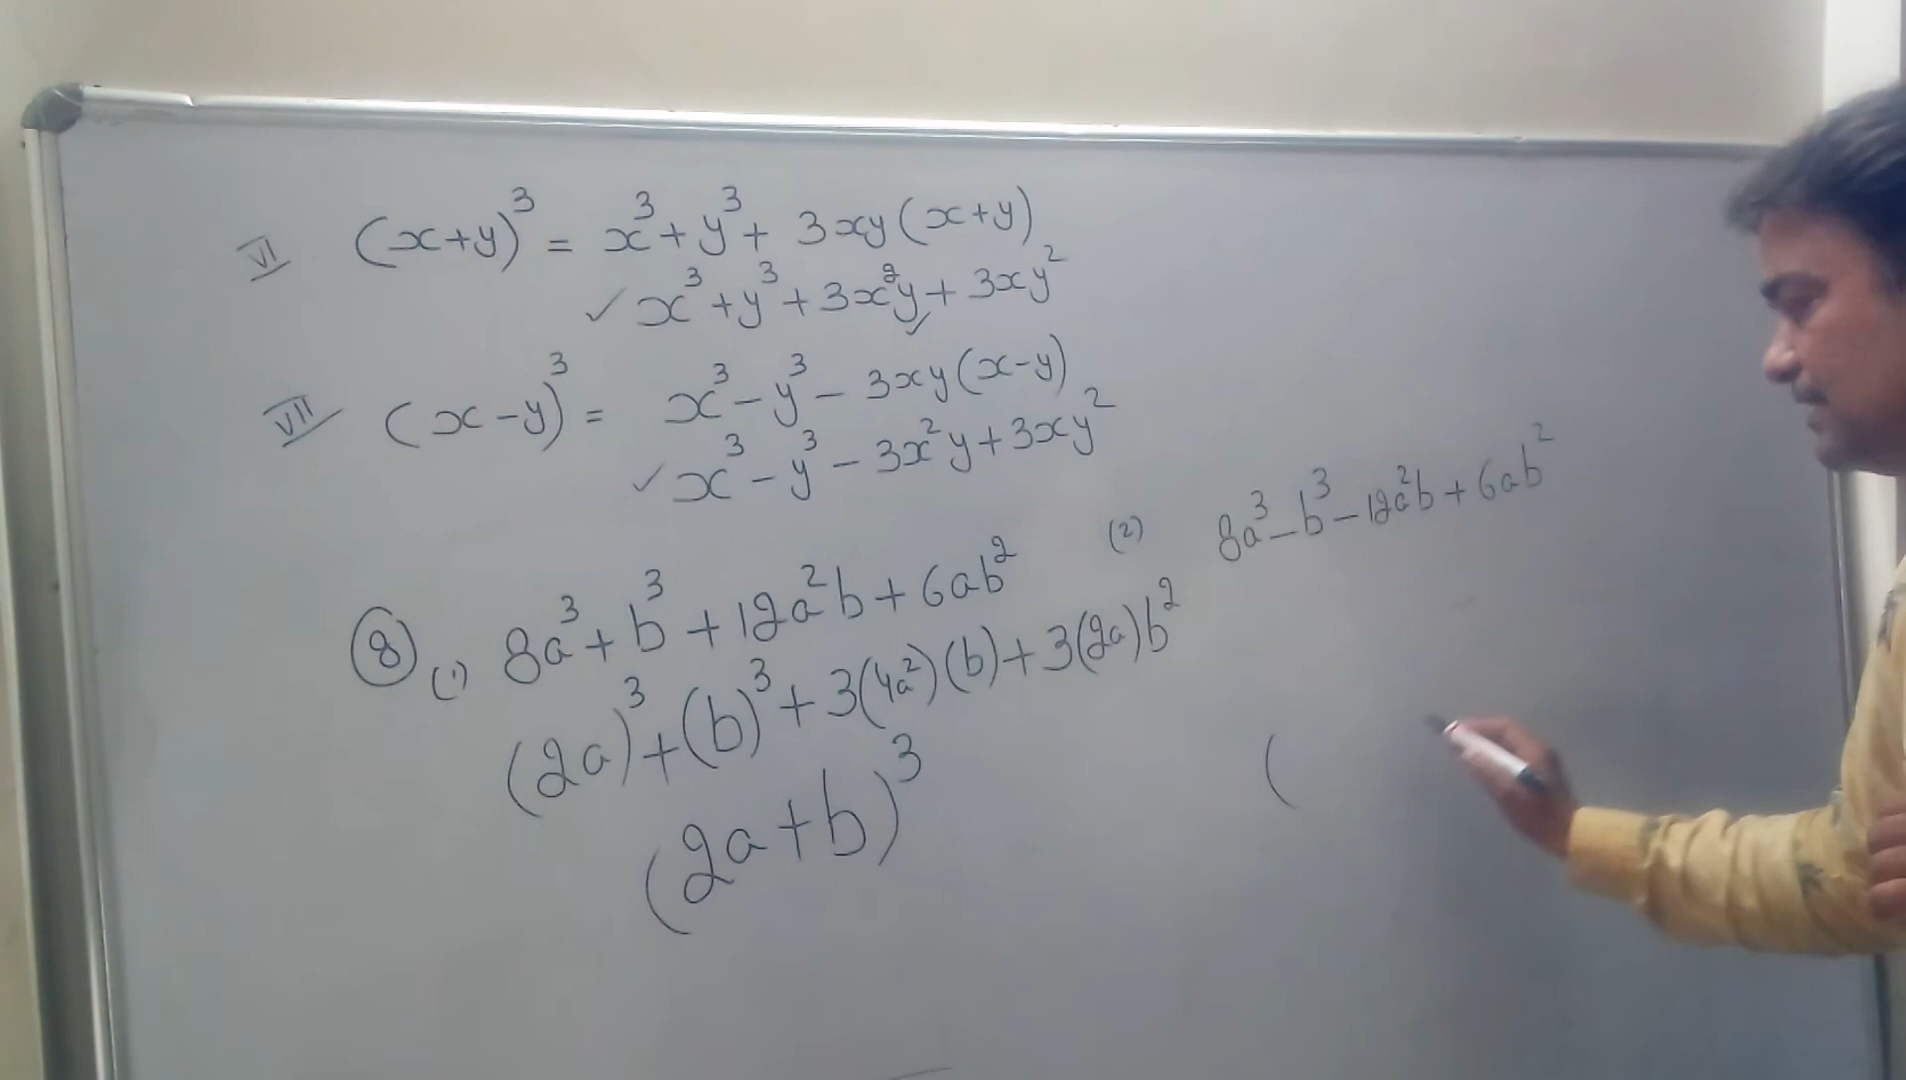 VI (x+y)³ = x³+y³+ 3xy(x+y)
✓ x³+y³+3x²y+3xy²
VII (x-y)³ = x³-y³- 3xy(x-y)
✓ x³-y³-3x²y+3xy²
8 (1) 8a³+b³+12a²b+6ab²
(2a)³+(b)³+3(4a²)(b)+3(2a)b²
(2a+b)³
(2) 8a³-b³-12a²b+6ab²
(